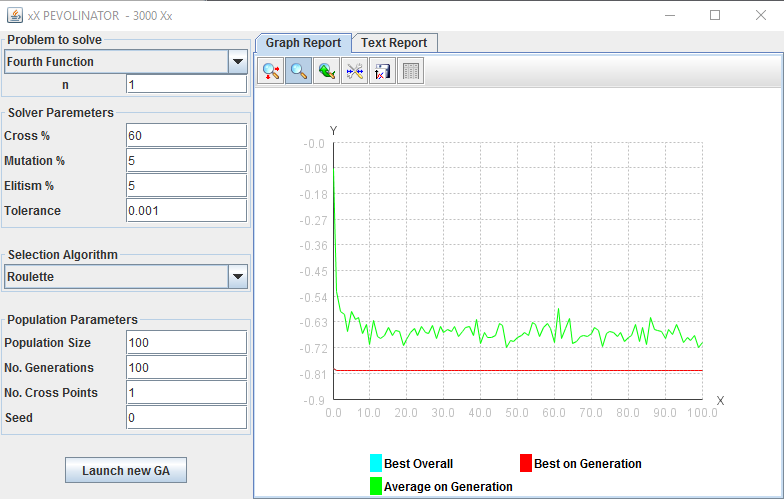 xX PEVOLINATOR - 3000 Xx
Problem to solve
Fourth Function
n 1
Solver Paremeters
Cross % 60
Mutation % 5
Elitism % 5
Tolerance 0.001
Selection Algorithm
Roulette
Population Parameters
Population Size 100
No. Generations 100
No. Cross Points 1
Seed 0
Launch new GA
Graph Report Text Report
Y
-0.0
-0.09
-0.18
-0.27
-0.36
-0.45
-0.54
-0.63
-0.72
-0.81
-0.9
0.0 10.0 20.0 30.0 40.0 50.0 60.0 70.0 80.0 90.0 100.0
X
Best Overall Best on Generation
Average on Generation